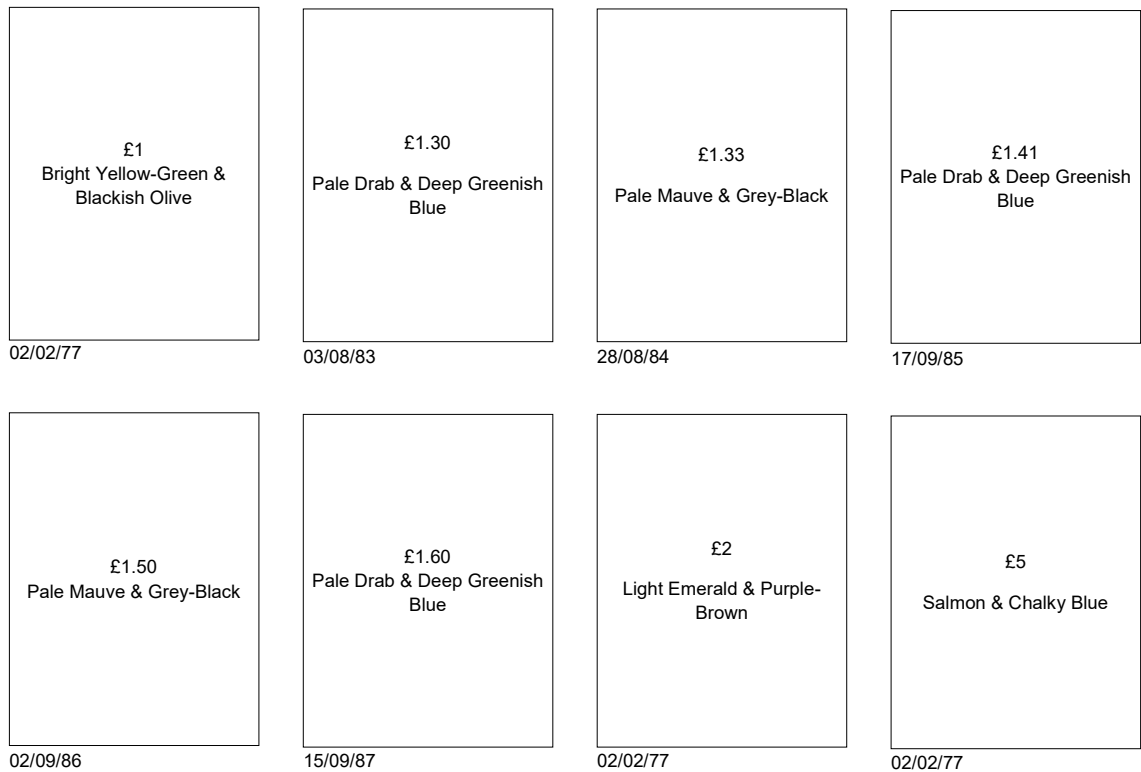 £1
Bright Yellow-Green &
Blackish Olive
02/02/77
£1.30
Pale Drab & Deep Greenish
Blue
03/08/83
£1.33
Pale Mauve & Grey-Black
28/08/84
£1.41
Pale Drab & Deep Greenish
Blue
17/09/85
£1.50
Pale Mauve & Grey-Black
02/09/86
£1.60
Pale Drab & Deep Greenish
Blue
15/09/87
£2
Light Emerald & Purple-
Brown
02/02/77
£5
Salmon & Chalky Blue
02/02/77